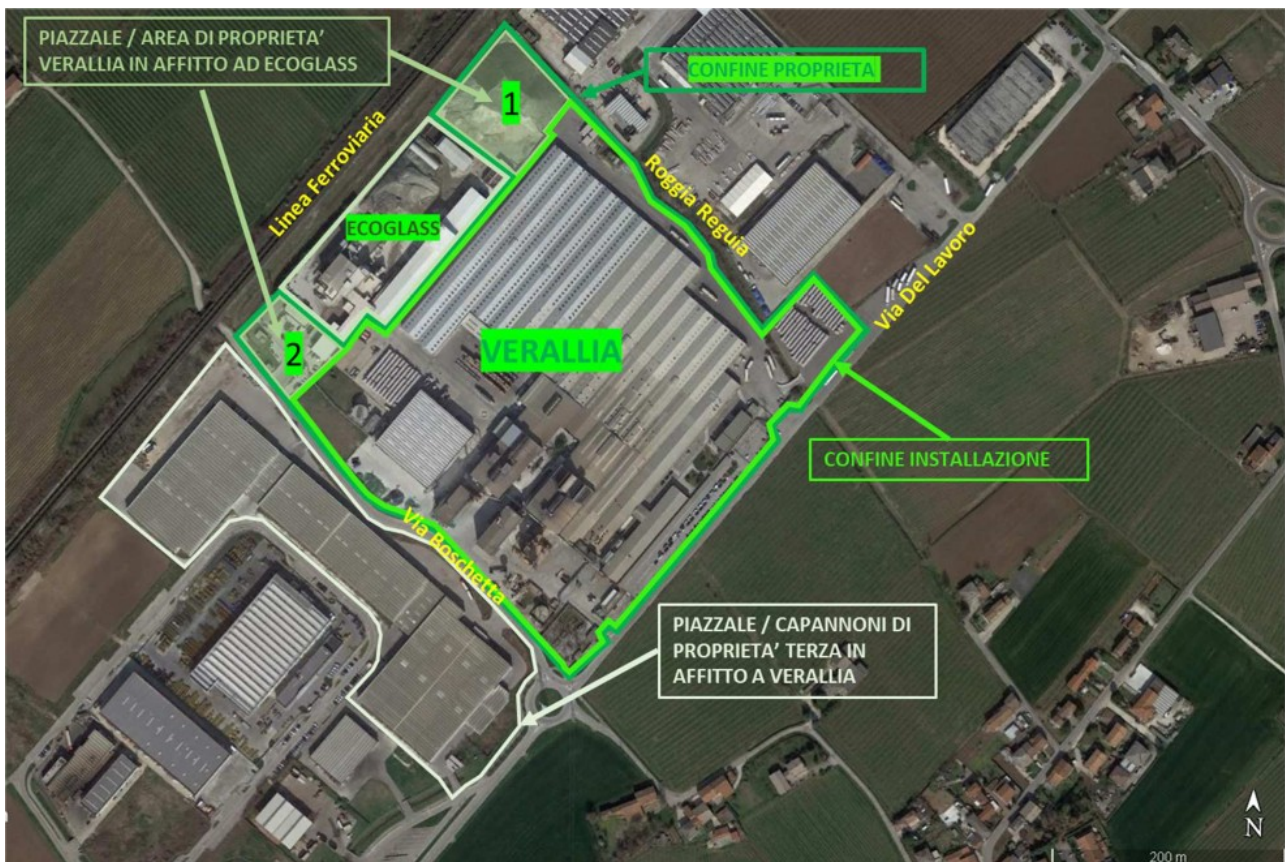 PIAZZALE / AREA DI PROPRIETA’
VERALLIA IN AFFITTO AD ECOGLASS
CONFINE PROPRIETA
1
Linea Ferroviaria
Roggia Reguia
ECOGLASS
Via Del Lavoro
2
VERALLIA
CONFINE INSTALLAZIONE
Via Boschetta
PIAZZALE / CAPANNONI DI
PROPRIETA’ TERZA IN
AFFITTO A VERALLIA
N
200 m